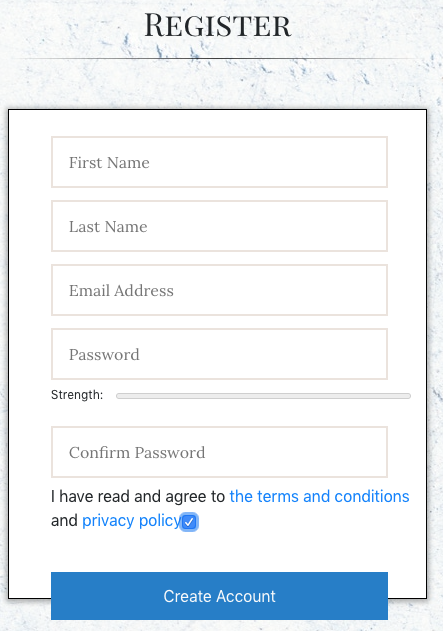 Register
First Name
Last Name
Email Address
Password
Strength:
Confirm Password
I have read and agree to the terms and conditions
and privacy policy
Create Account